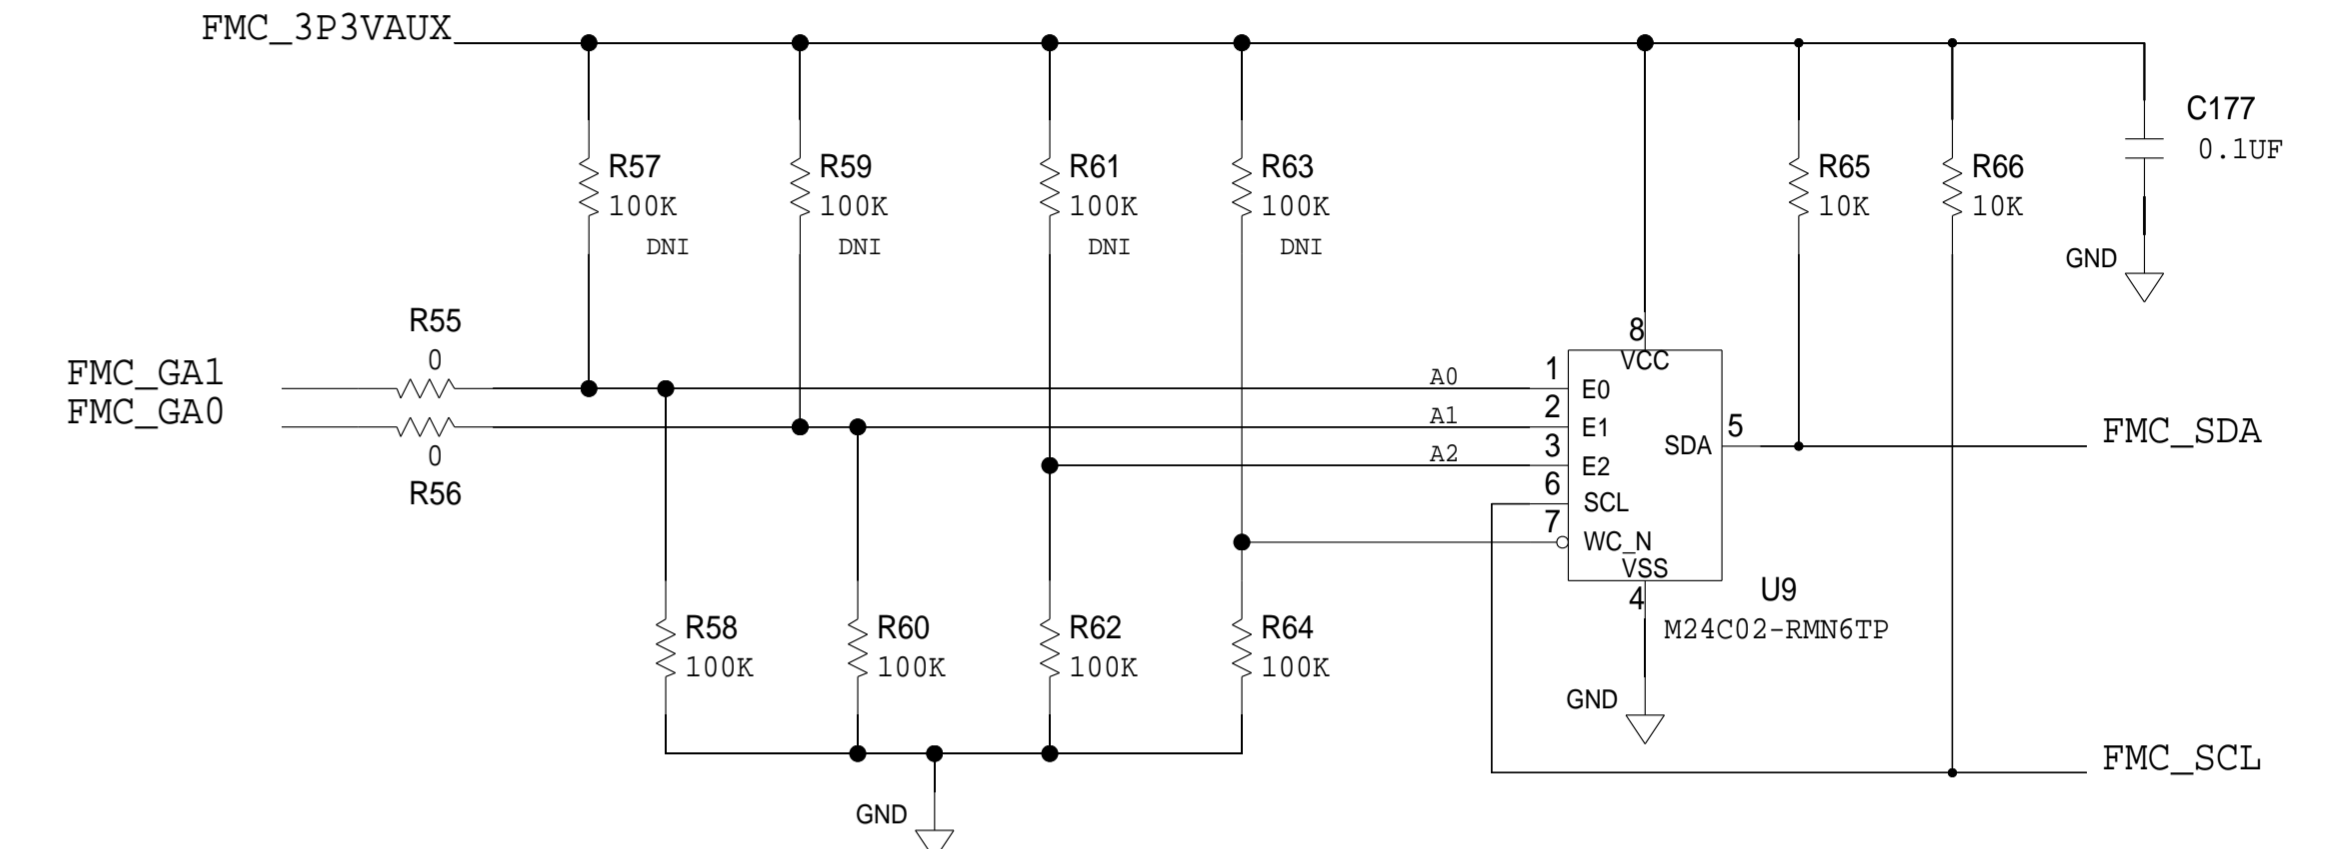 FMC_3P3VAUX
C177
0.1UF
R57
100K
DNI
R59
100K
DNI
R61
100K
DNI
R63
100K
DNI
R65
10K
R66
10K
GND
R55
0
FMC_GA1
FMC_GA0
0
R56
A0
A1
A2
8
VCC
1
E0
2
E1
3
E2
6
SCL
7
WC_N
VSS
4
SDA
5
FMC_SDA
U9
M24C02-RMN6TP
GND
R58
100K
R60
100K
R62
100K
R64
100K
GND
FMC_SCL